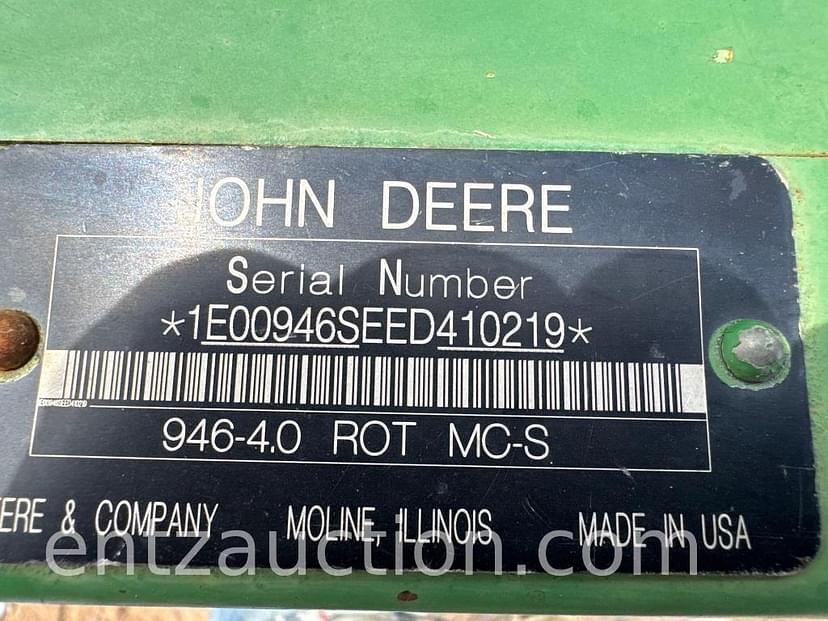 JOHN DEERE
Serial Number
*1E00946SEED410219*
1E00946SEED410219
946-4.0 ROT MC-S
ERE & COMPANY MOLINE ILLINOIS MADE IN USA
entzauction.com